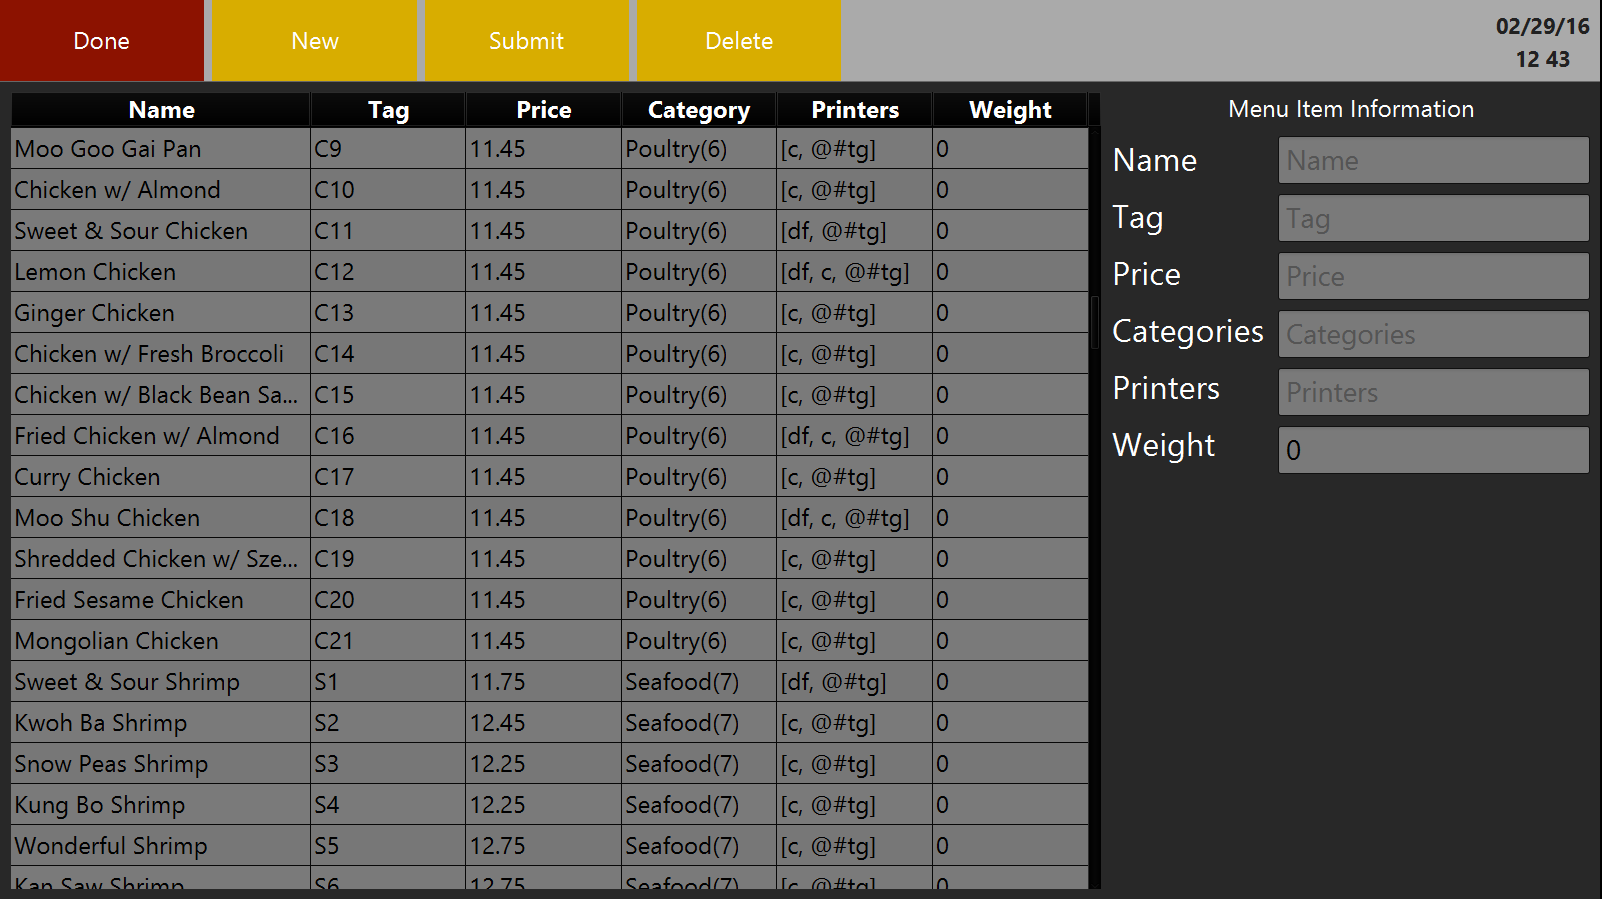 Done New Submit Delete 02/29/16
12 43
Name Tag Price Category Printers Weight
Moo Goo Gai Pan C9 11.45 Poultry(6) [c, @#tg] 0
Chicken w/ Almond C10 11.45 Poultry(6) [c, @#tg] 0
Sweet & Sour Chicken C11 11.45 Poultry(6) [df, @#tg] 0
Lemon Chicken C12 11.45 Poultry(6) [df, c, @#tg] 0
Ginger Chicken C13 11.45 Poultry(6) [c, @#tg] 0
Chicken w/ Fresh Broccoli C14 11.45 Poultry(6) [c, @#tg] 0
Chicken w/ Black Bean Sa... C15 11.45 Poultry(6) [c, @#tg] 0
Fried Chicken w/ Almond C16 11.45 Poultry(6) [df, c, @#tg] 0
Curry Chicken C17 11.45 Poultry(6) [c, @#tg] 0
Moo Shu Chicken C18 11.45 Poultry(6) [df, c, @#tg] 0
Shredded Chicken w/ Sze... C19 11.45 Poultry(6) [c, @#tg] 0
Fried Sesame Chicken C20 11.45 Poultry(6) [c, @#tg] 0
Mongolian Chicken C21 11.45 Poultry(6) [c, @#tg] 0
Sweet & Sour Shrimp S1 11.75 Seafood(7) [df, @#tg] 0
Kwoh Ba Shrimp S2 12.45 Seafood(7) [c, @#tg] 0
Snow Peas Shrimp S3 12.25 Seafood(7) [c, @#tg] 0
Kung Bo Shrimp S4 12.25 Seafood(7) [c, @#tg] 0
Wonderful Shrimp S5 12.75 Seafood(7) [c, @#tg] 0
Kan Saw Shrimp S6 12.75 Seafood(7) [c, @#tg] 0
Menu Item Information
Name Name
Tag Tag
Price Price
Categories Categories
Printers Printers
Weight 0